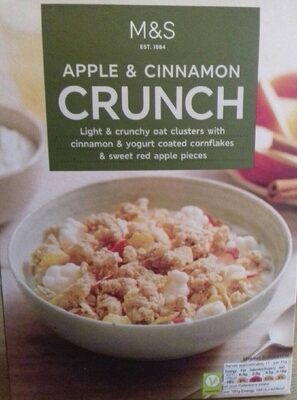 M&S
EST. 1884
APPLE & CINNAMON
CRUNCH
Light & crunchy oat clusters with
cinnamon & yogurt coated cornflakes
& sweet red apple pieces